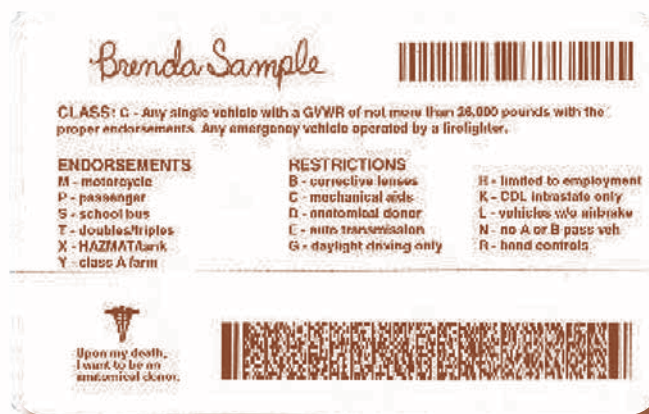 Brenda Sample
CLASS: C - Any single vehicle with a GVWR of not more than 26,000 pounds with the
proper endorsements. Any emergency vehicle operated by a firefighter.
ENDORSEMENTS
M - motorcycle
P - passenger
S - school bus
T - doubles/triples
X - HAZMAT/tank
Y - class A farm
RESTRICTIONS
B - corrective lenses
C - mechanical aids
D - anatomical donor
E - auto transmission
G - daylight driving only
H - limited to employment
K - CDL intrastate only
L - vehicles w/o airbrake
N - no A or B pass veh
R - hand controls
Upon my death,
I want to be an
anatomical donor.